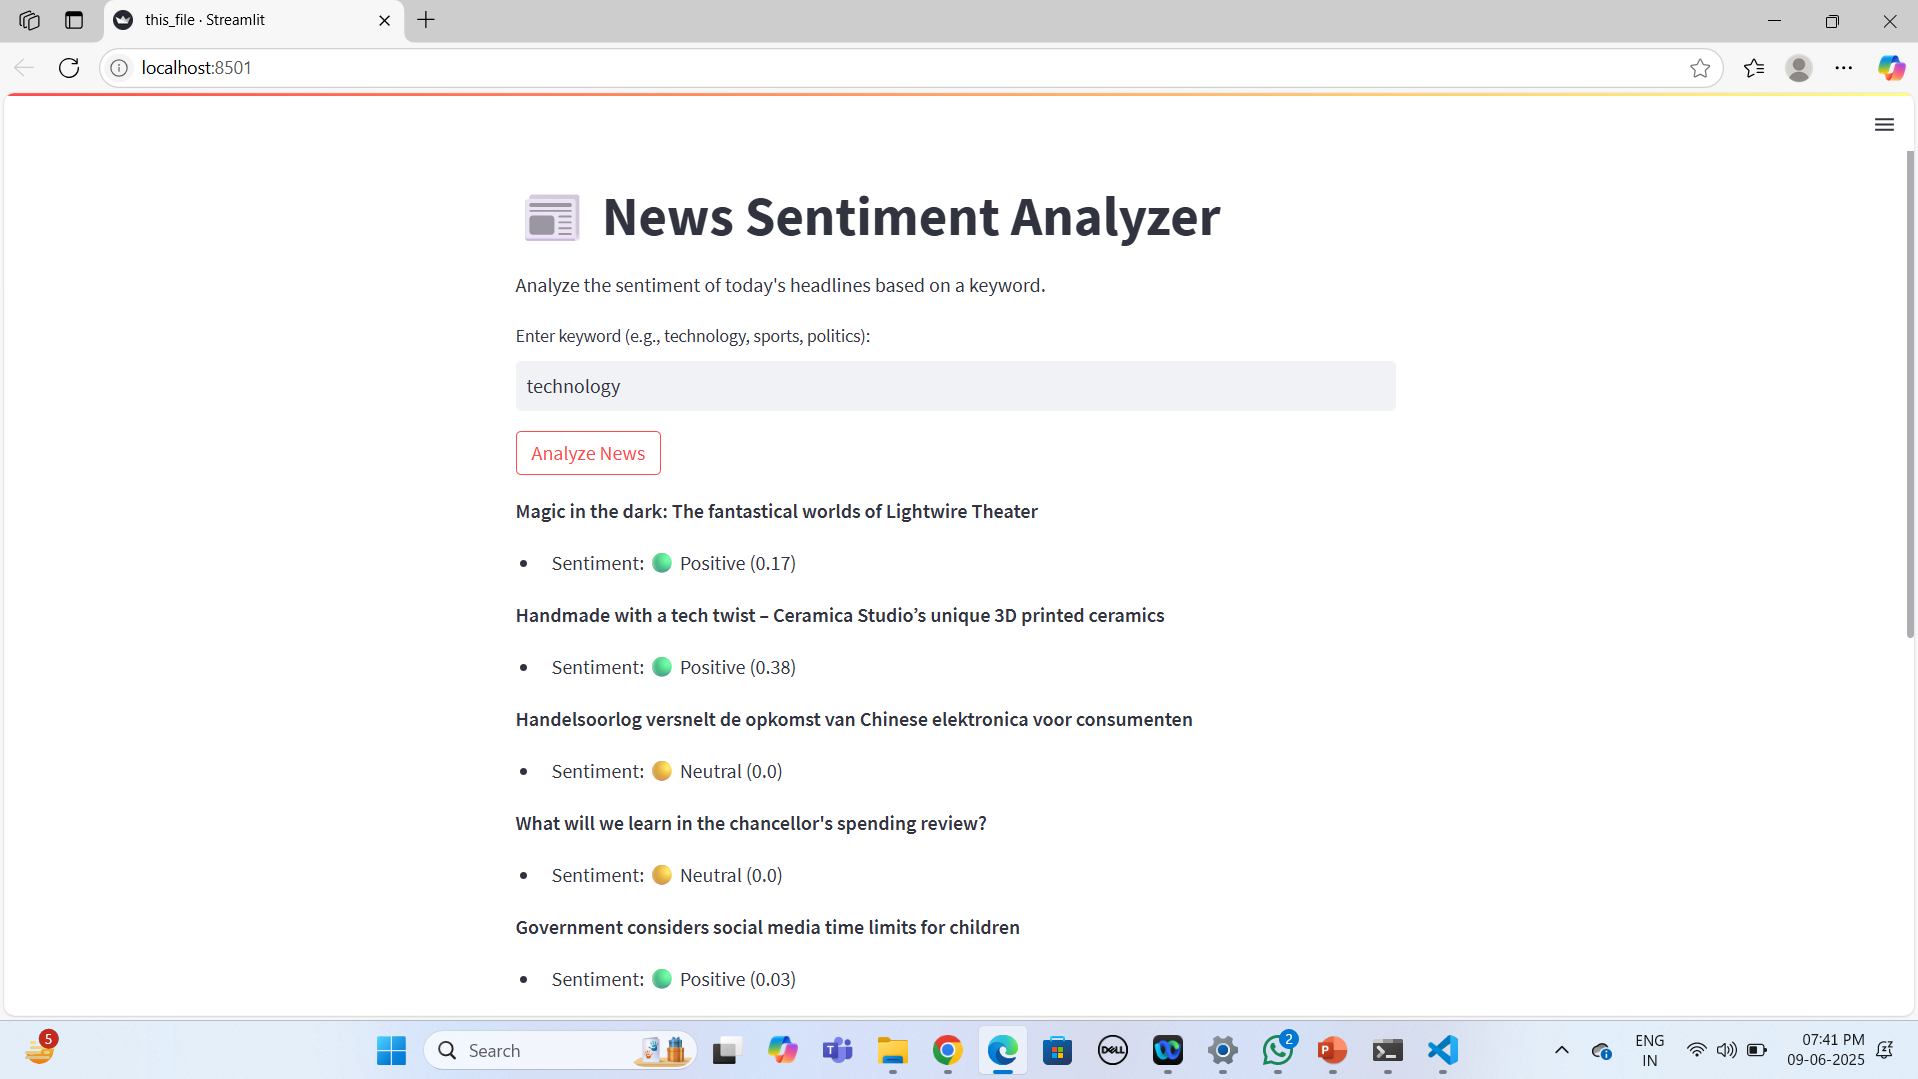 this_file · Streamlit
localhost:8501
News Sentiment Analyzer
Analyze the sentiment of today's headlines based on a keyword.
Enter keyword (e.g., technology, sports, politics):
technology
Analyze News
Magic in the dark: The fantastical worlds of Lightwire Theater
• Sentiment: Positive (0.17)
Handmade with a tech twist – Ceramica Studio’s unique 3D printed ceramics
• Sentiment: Positive (0.38)
Handelsoorlog versnelt de opkomst van Chinese elektronica voor consumenten
• Sentiment: Neutral (0.0)
What will we learn in the chancellor's spending review?
• Sentiment: Neutral (0.0)
Government considers social media time limits for children
• Sentiment: Positive (0.03)
5
Search
DELL
2
ENG
IN
07:41 PM
09-06-2025